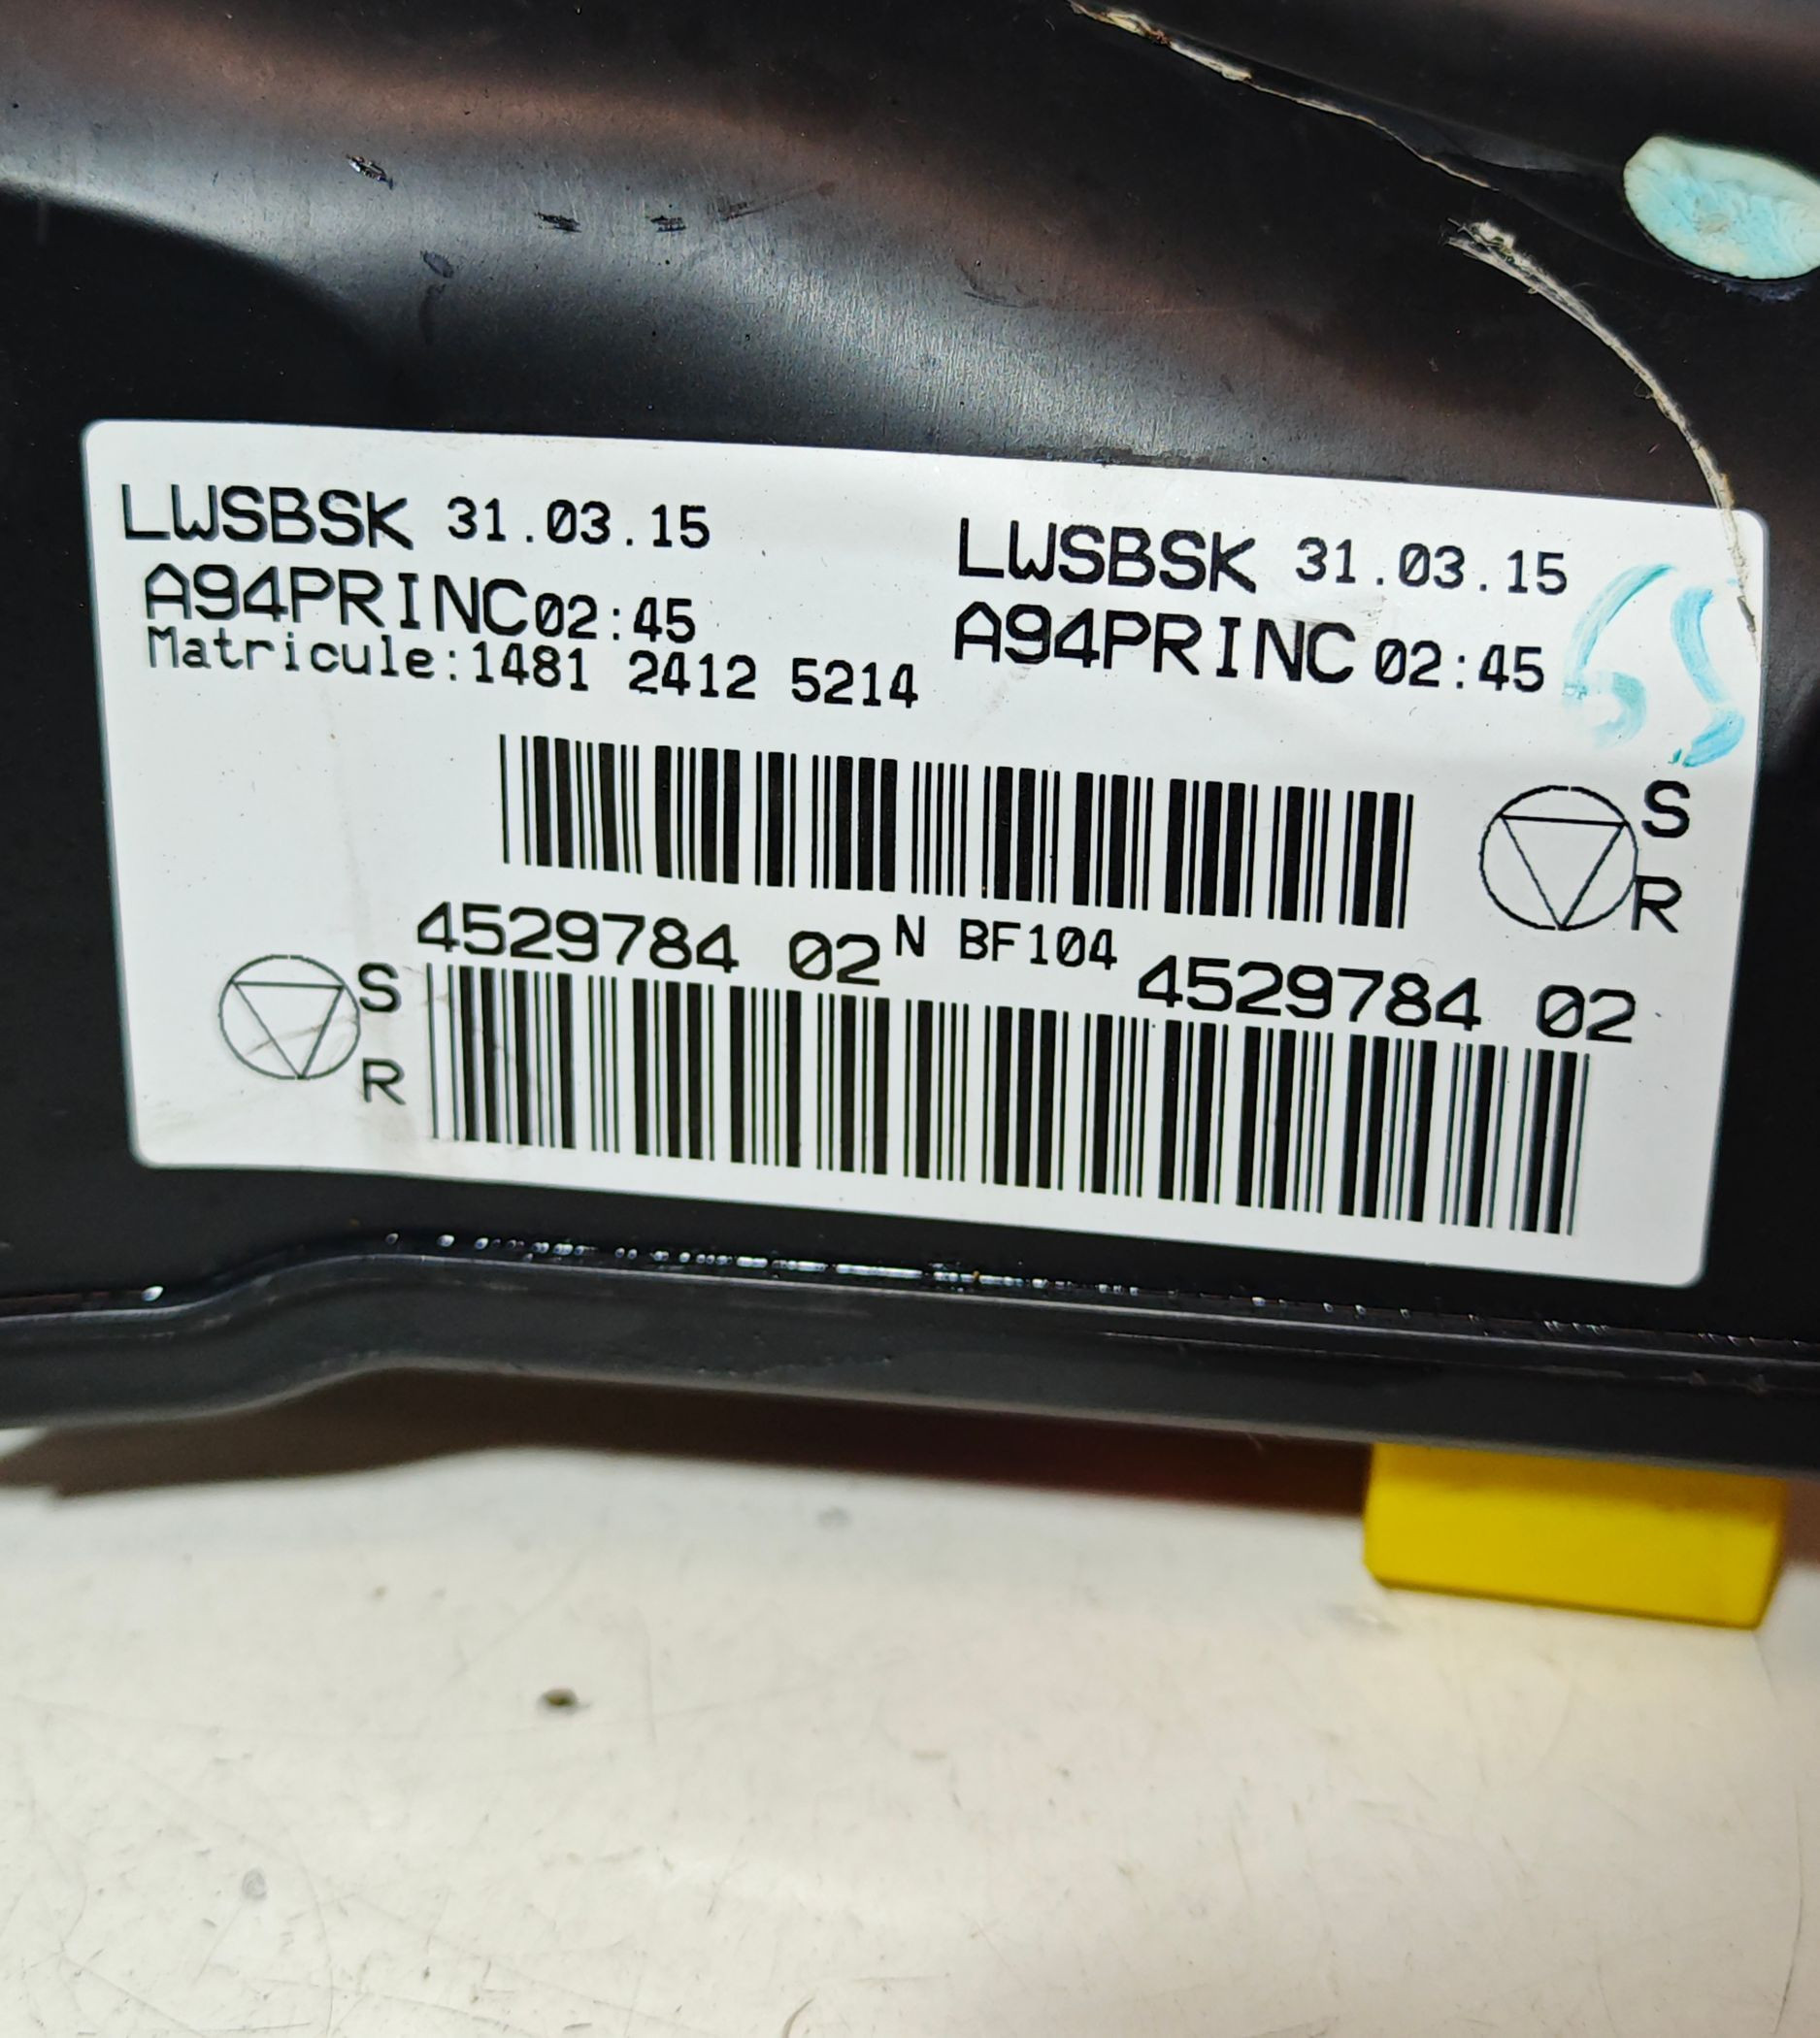 LWSBSK 31.03.15
A94PRINC02:45
Matricule:1481 2412 5214
LWSBSK 31.03.15
A94PRINC 02:45
S
R
4529784 02 N BF104 4529784 02
S
R